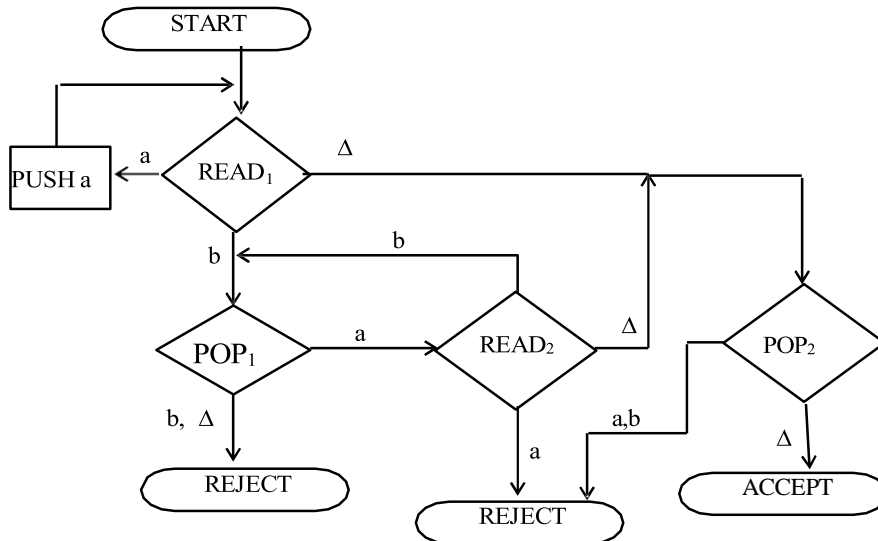 START
a
READ₁
Δ
PUSH a
b
b
POP₁
a
READ₂
Δ
POP₂
b, Δ
a
a,b
Δ
REJECT
REJECT
ACCEPT